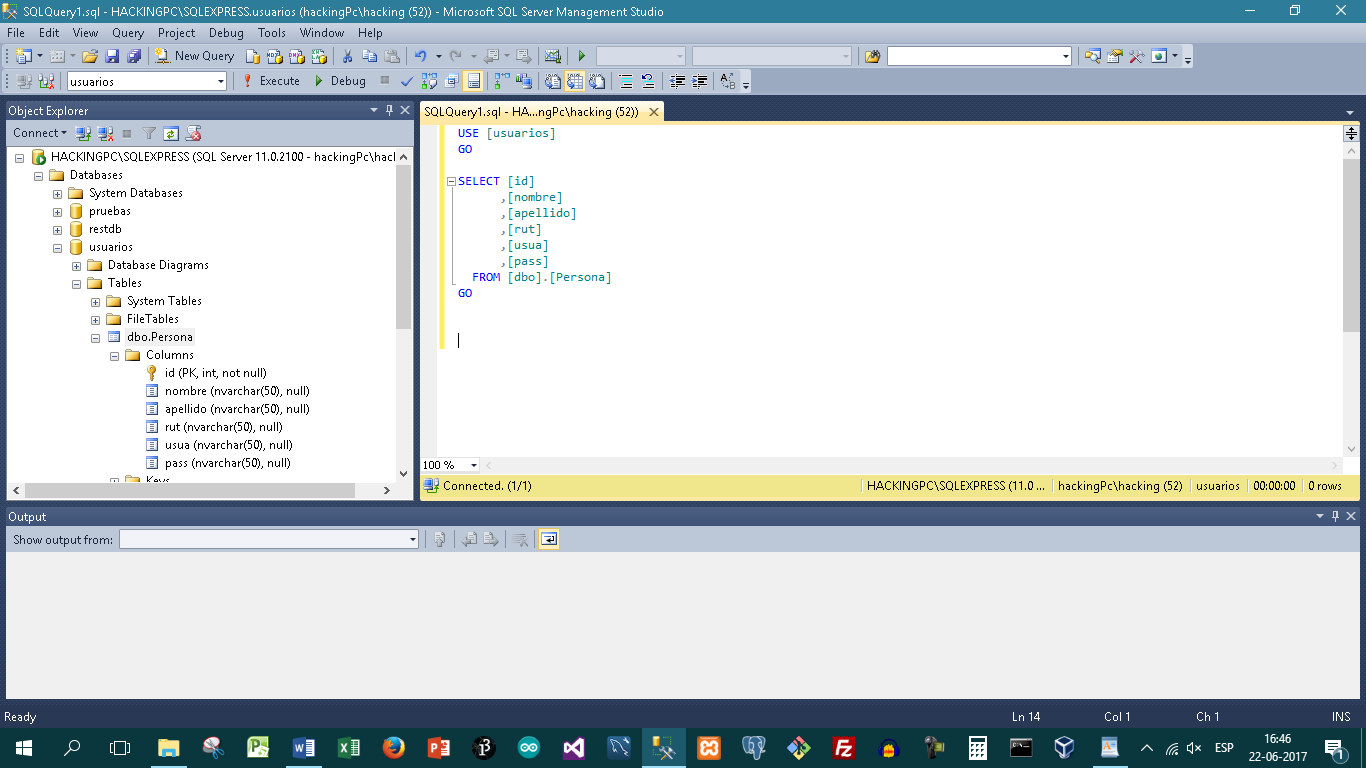 SQLQuery1.sql - HACKINGPC\SQLEXPRESS.usuarios (hackingPc\hacking (52)) - Microsoft SQL Server Management Studio
File Edit View Query Project Debug Tools Window Help
New Query
usuarios Execute Debug
Object Explorer
Connect
HACKINGPC\SQLEXPRESS (SQL Server 11.0.2100 - hackingPc\hacl
Databases
System Databases
pruebas
restdb
usuarios
Database Diagrams
Tables
System Tables
FileTables
dbo.Persona
Columns
id (PK, int, not null)
nombre (nvarchar(50), null)
apellido (nvarchar(50), null)
rut (nvarchar(50), null)
usua (nvarchar(50), null)
pass (nvarchar(50), null)
Keys
SQLQuery1.sql - HA...ngPc\hacking (52))
USE [usuarios]
GO
SELECT [id]
,[nombre]
,[apellido]
,[rut]
,[usua]
,[pass]
FROM [dbo].[Persona]
GO
100 %
Connected. (1/1) HACKINGPC\SQLEXPRESS (11.0 ... hackingPc\hacking (52) usuarios 00:00:00 0 rows
Output
Show output from:
Ready Ln 14 Col 1 Ch 1 INS
ESP 16:46
22-06-2017